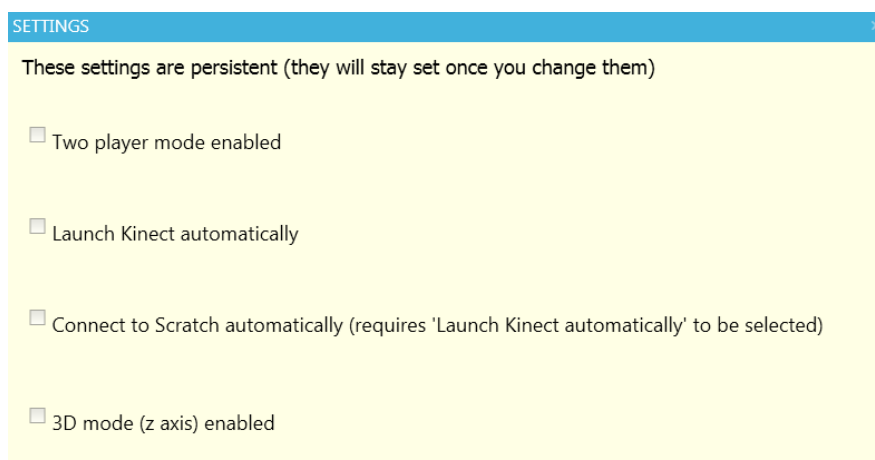 SETTINGS
These settings are persistent (they will stay set once you change them)
Two player mode enabled
Launch Kinect automatically
Connect to Scratch automatically (requires 'Launch Kinect automatically' to be selected)
3D mode (z axis) enabled